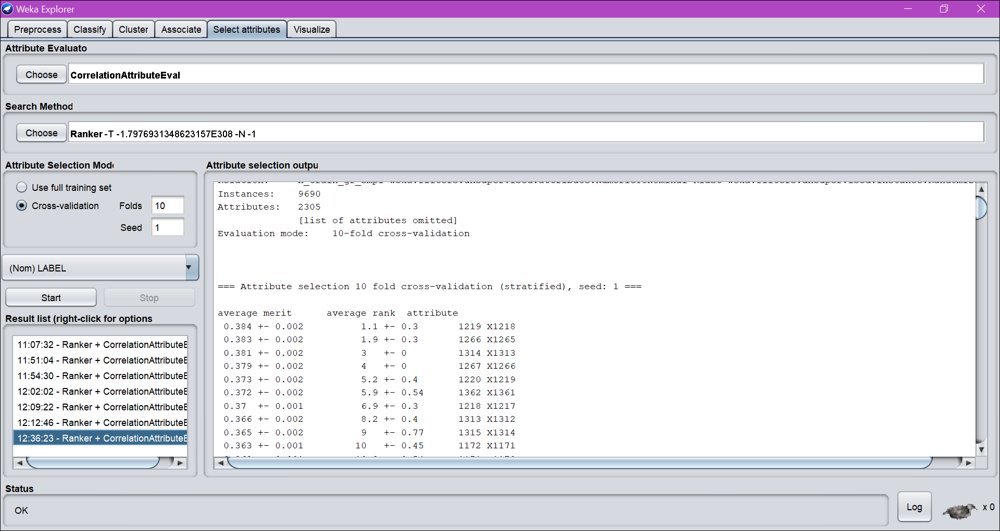 Weka Explorer
Preprocess Classify Cluster Associate Select attributes Visualize
Attribute Evaluato
Choose CorrelationAttributeEval
Search Method
Choose Ranker -T -1.7976931348623157E308 -N -1
Attribute Selection Mod
Use full training set
Cross-validation Folds 10
Seed 1
(Nom) LABEL
Start Stop
Result list (right-click for options
11:07:32 - Ranker + CorrelationAttributeE
11:51:04 - Ranker + CorrelationAttributeE
11:54:30 - Ranker + CorrelationAttributeE
12:02:02 - Ranker + CorrelationAttributeE
12:09:22 - Ranker + CorrelationAttributeE
12:12:46 - Ranker + CorrelationAttributeE
12:36:23 - Ranker + CorrelationAttributeE
Attribute selection outpu
Instances: 9690
Attributes: 2305
[list of attributes omitted]
Evaluation mode: 10-fold cross-validation
=== Attribute selection 10 fold cross-validation (stratified), seed: 1 ===
average merit average rank attribute
0.384 +- 0.002 1.1 +- 0.3 1219 X1218
0.383 +- 0.002 1.9 +- 0.3 1266 X1265
0.381 +- 0.002 3 +- 0 1314 X1313
0.379 +- 0.002 4 +- 0 1267 X1266
0.373 +- 0.002 5.2 +- 0.4 1220 X1219
0.372 +- 0.002 5.9 +- 0.54 1362 X1361
0.37 +- 0.001 6.9 +- 0.3 1218 X1217
0.366 +- 0.002 8.2 +- 0.4 1313 X1312
0.365 +- 0.002 9 +- 0.77 1315 X1314
0.363 +- 0.001 10 +- 0.45 1172 X1171
Status
OK
Log x 0